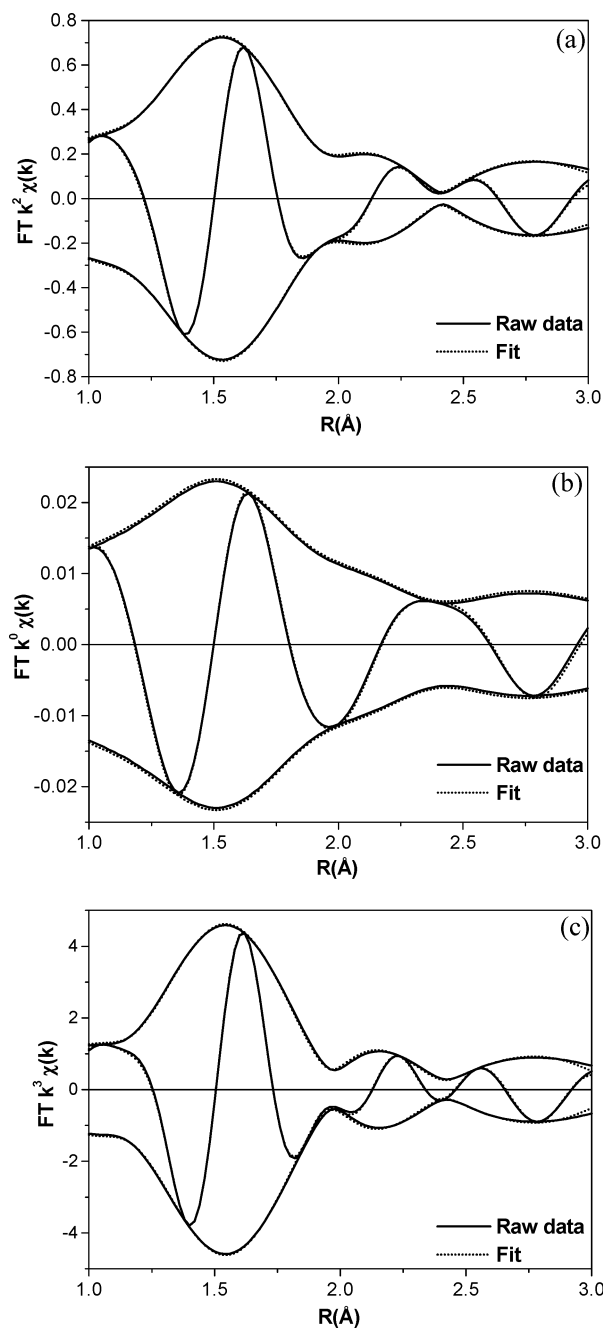 (a)
FT k² χ(k)
0.8
0.6
0.4
0.2
0.0
-0.2
-0.4
-0.6
-0.8
Raw data
Fit
1.0 1.5 2.0 2.5 3.0
R(Å)
(b)
FT k⁰ χ(k)
0.02
0.01
0.00
-0.01
-0.02
Raw data
Fit
1.0 1.5 2.0 2.5 3.0
R(Å)
(c)
FT k³ χ(k)
4
2
0
-2
-4
Raw data
Fit
1.0 1.5 2.0 2.5 3.0
R(Å)